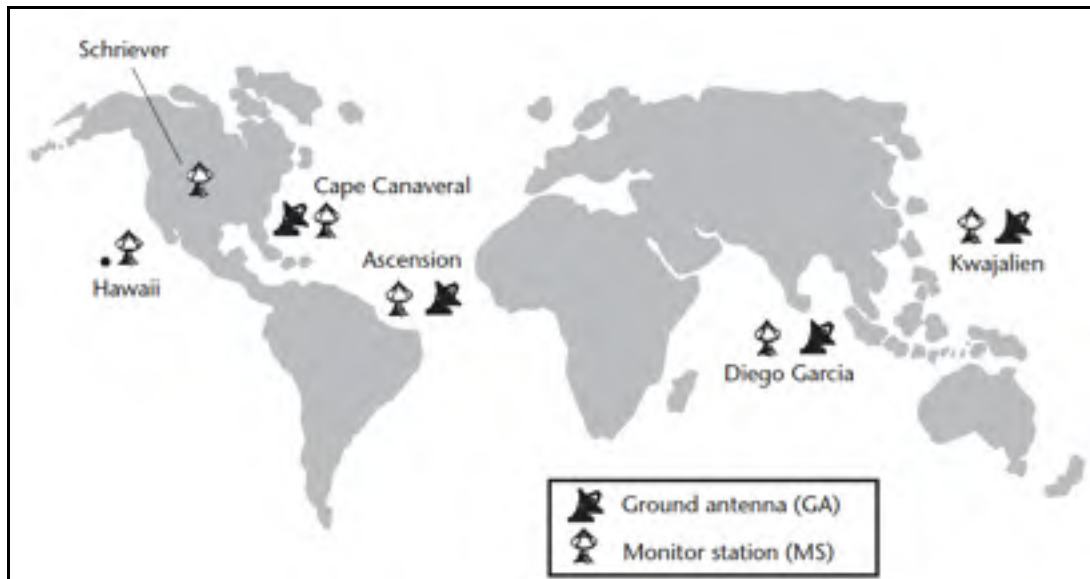 Schriever
Cape Canaveral
Ascension
Hawaii
Kwajalien
Diego Garcia
Ground antenna (GA)
Monitor station (MS)